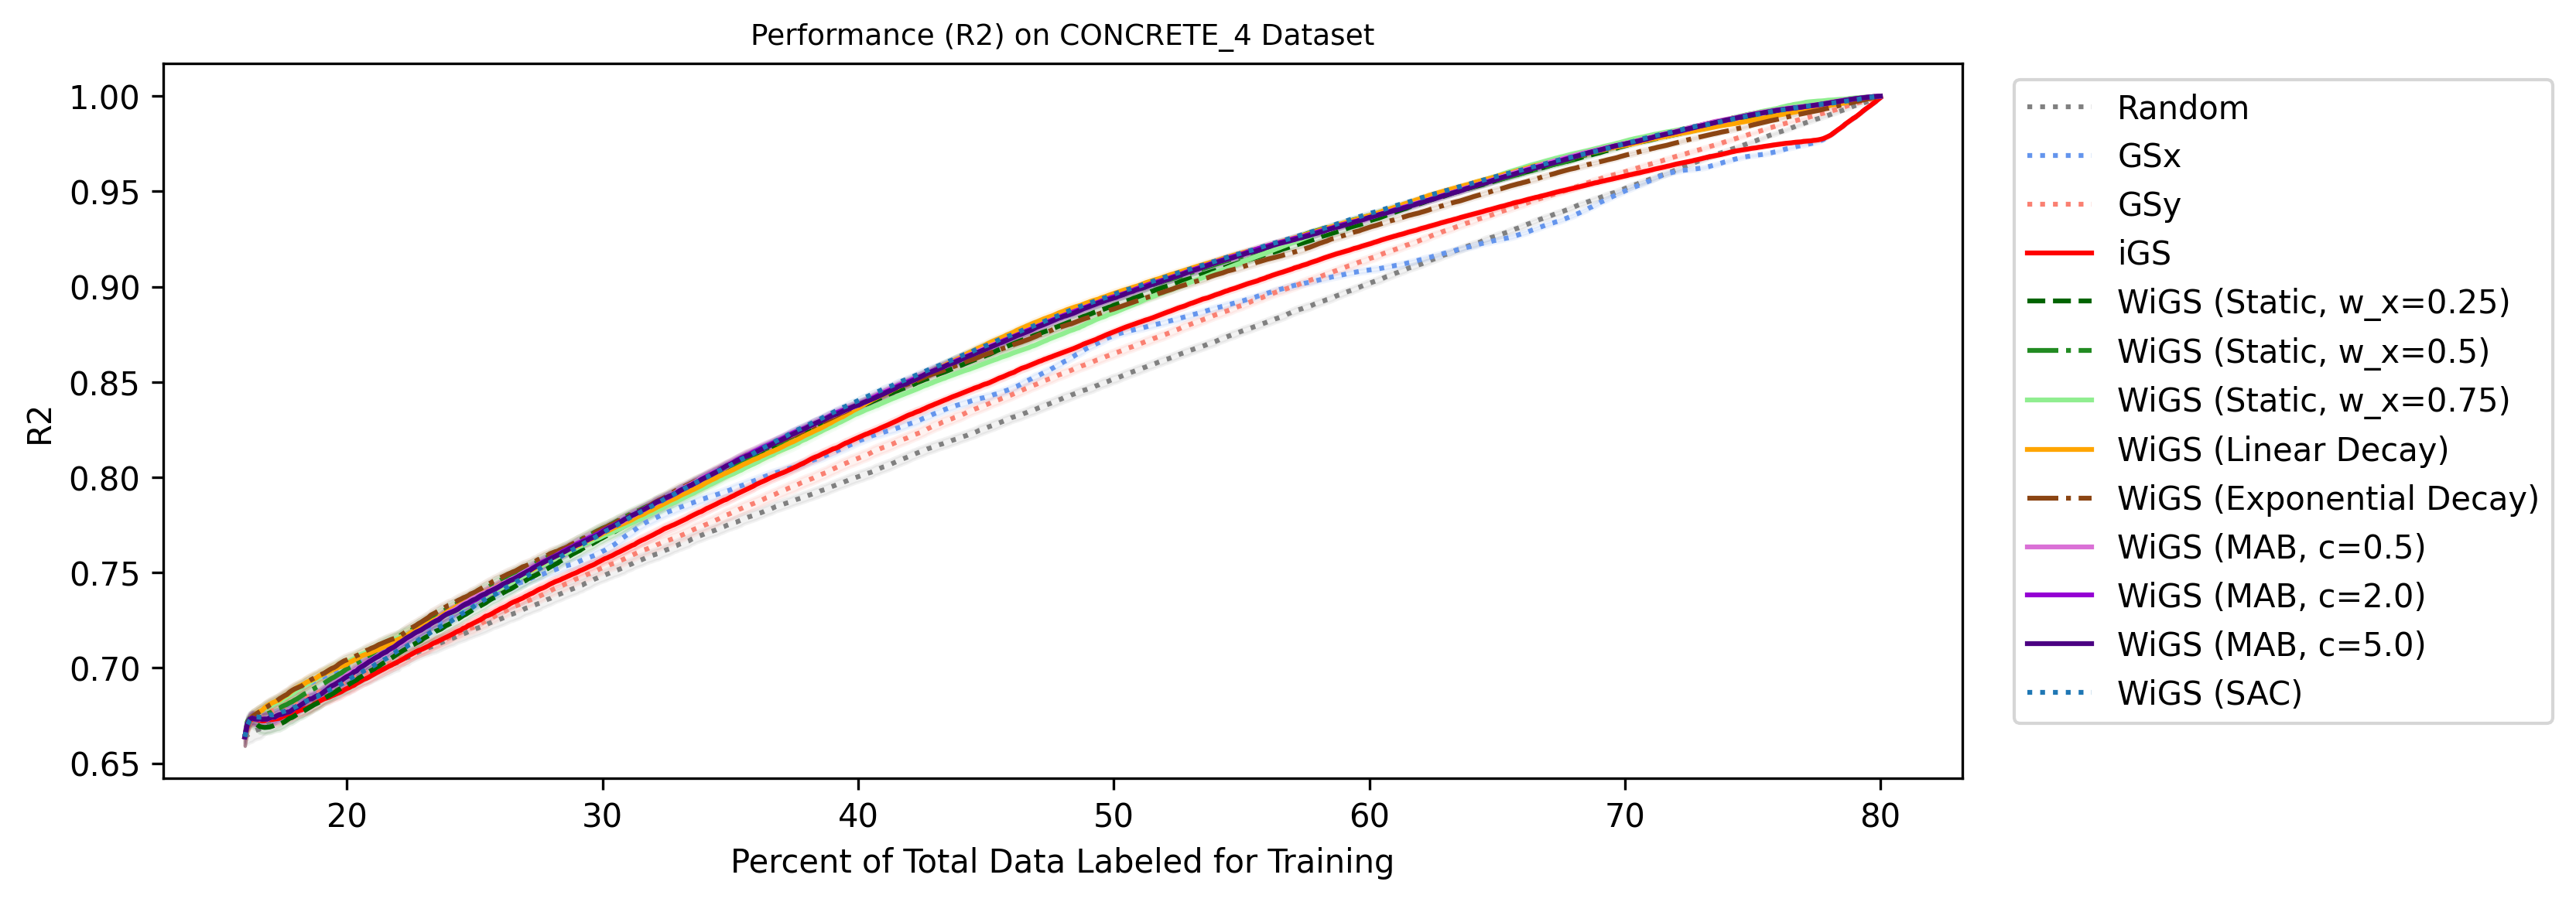 Performance (R2) on CONCRETE_4 Dataset
R2
1.00
0.95
0.90
0.85
0.80
0.75
0.70
0.65
20
30
40
50
60
70
80
Percent of Total Data Labeled for Training
Random
GSx
GSy
iGS
WiGS (Static, w_x=0.25)
WiGS (Static, w_x=0.5)
WiGS (Static, w_x=0.75)
WiGS (Linear Decay)
WiGS (Exponential Decay)
WiGS (MAB, c=0.5)
WiGS (MAB, c=2.0)
WiGS (MAB, c=5.0)
WiGS (SAC)